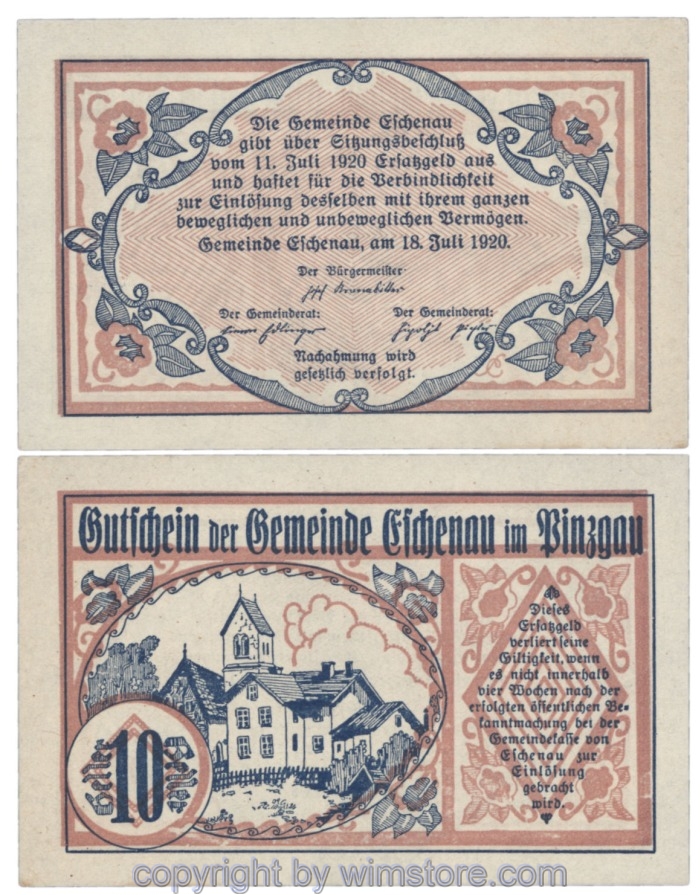 Die Gemeinde Eschenau
gibt über Sitzungsbeschluß
vom 11. Juli 1920 Ersatzgeld aus
und haftet für die Verbindlichkeit
zur Einlösung desselben mit ihrem ganzen
beweglichen und unbeweglichen Vermögen.
Gemeinde Eschenau, am 18. Juli 1920.
Der Bürgermeister
Der Gemeinderat:
Der Gemeinderat:
Nachahmung wird
gesetzlich verfolgt.
Gutschein der Gemeinde Eschenau im Pinzgau
Heller 10 Heller
Dieses
Ersatzgeld
verliert seine
Giltigkeit, wenn
es nicht innerhalb
vier Wochen nach der
erfolgten öffentlichen Be-
kanntmachung bei der
Gemeindekasse von
Eschenau zur
Einlösung
gebracht
wird.
copyright by wimstore.com